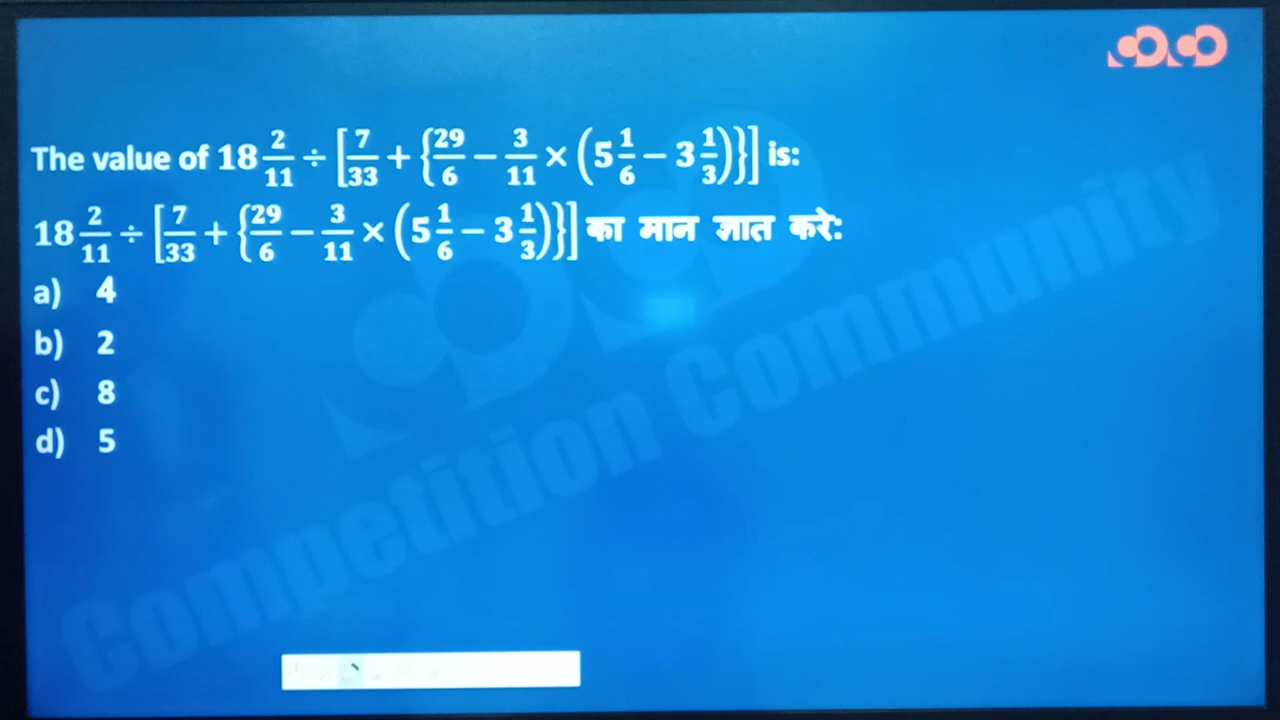 The value of 18 2/11 ÷ [7/33 + {29/6 − 3/11 × (5 1/6 − 3 1/3)}] is:
18 2/11 ÷ [7/33 + {29/6 − 3/11 × (5 1/6 − 3 1/3)}] का मान ज्ञात करे:
a) 4
b) 2
c) 8
d) 5
Competition Community